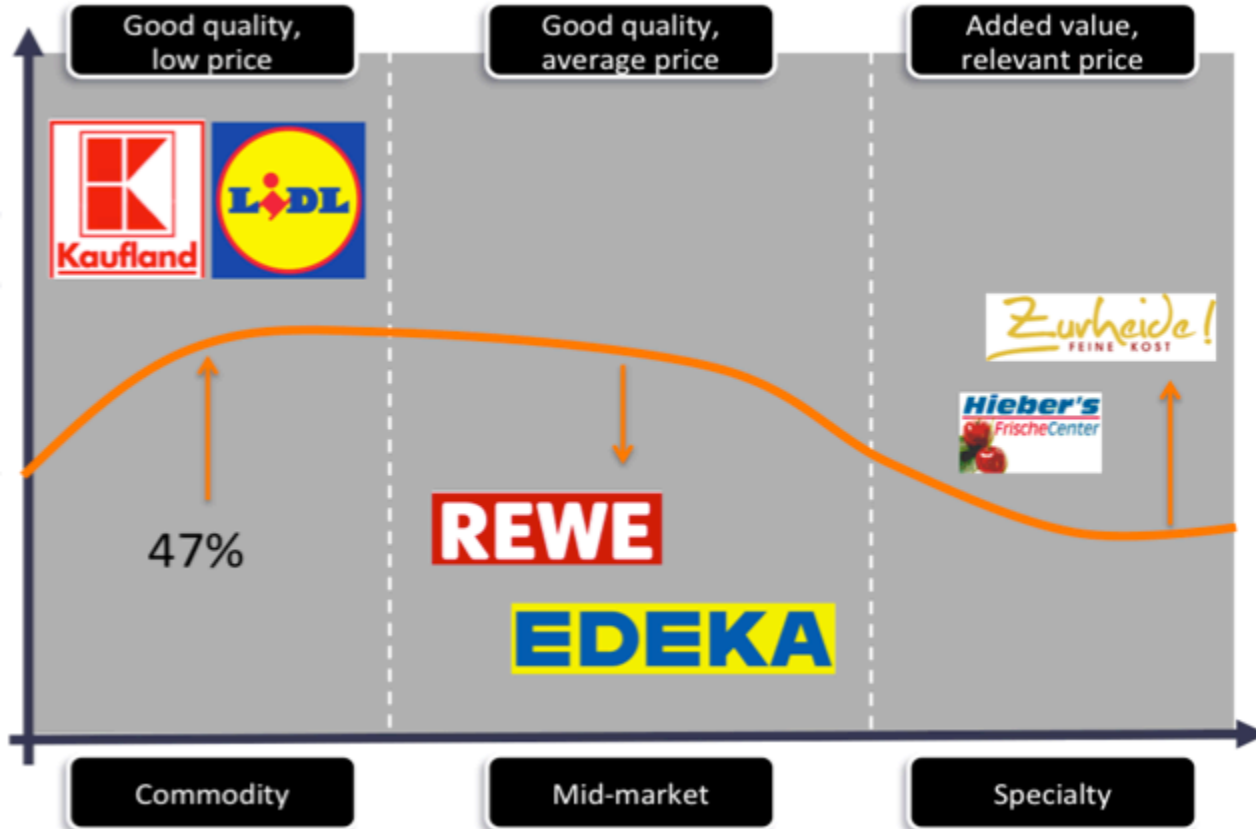 Good quality,
low price
Good quality,
average price
Added value,
relevant price
Kaufland
LiDL
Zurheide!
FEINE KOST
Hieber's
FrischeCenter
47%
REWE
EDEKA
Commodity
Mid-market
Specialty